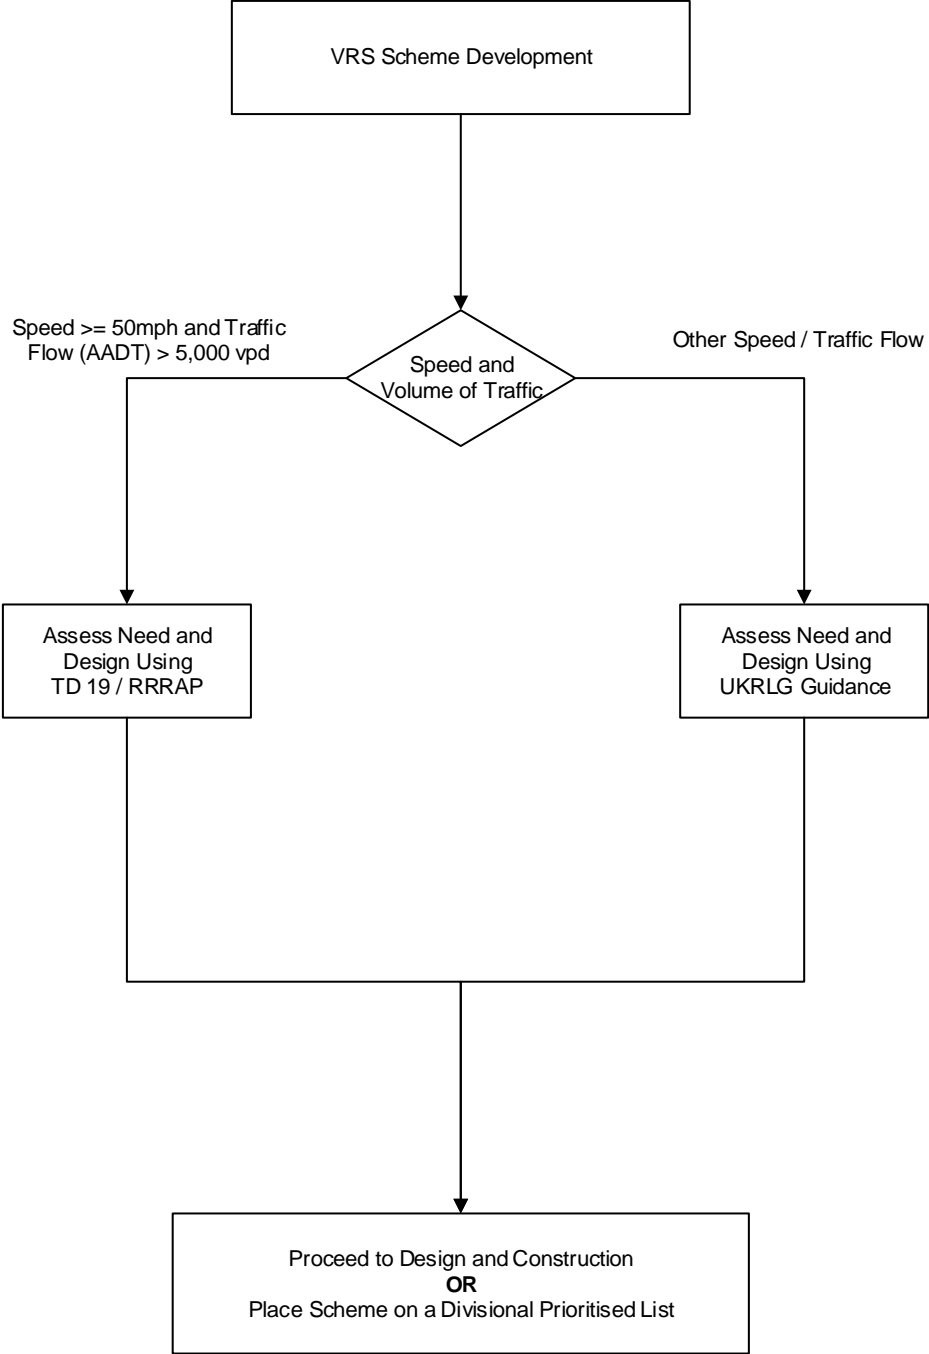 VRS Scheme Development
Speed >= 50mph and Traffic
Flow (AADT) > 5,000 vpd
Speed and
Volume of Traffic
Other Speed / Traffic Flow
Assess Need and
Design Using
TD 19 / RRRAP
Assess Need and
Design Using
UKRLG Guidance
Proceed to Design and Construction
OR
Place Scheme on a Divisional Prioritised List